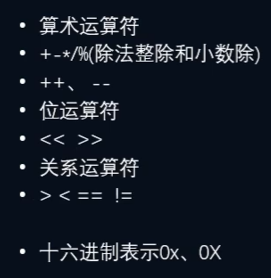 • 算术运算符
• +-*/%(除法整除和小数除)
• ++、 --
• 位运算符
• << >>
• 关系运算符
• > < == !=
• 十六进制表示0x、0X